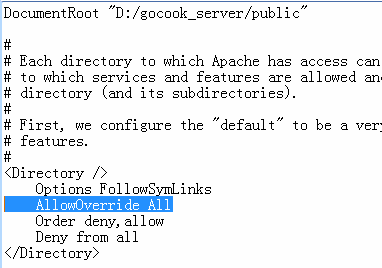 DocumentRoot "D:/gocook_server/public"
#
# Each directory to which Apache has access can
# to which services and features are allowed an
# directory (and its subdirectories).
#
# First, we configure the "default" to be a very
# features.
#
<Directory />
Options FollowSymLinks
AllowOverride All
Order deny,allow
Deny from all
</Directory>